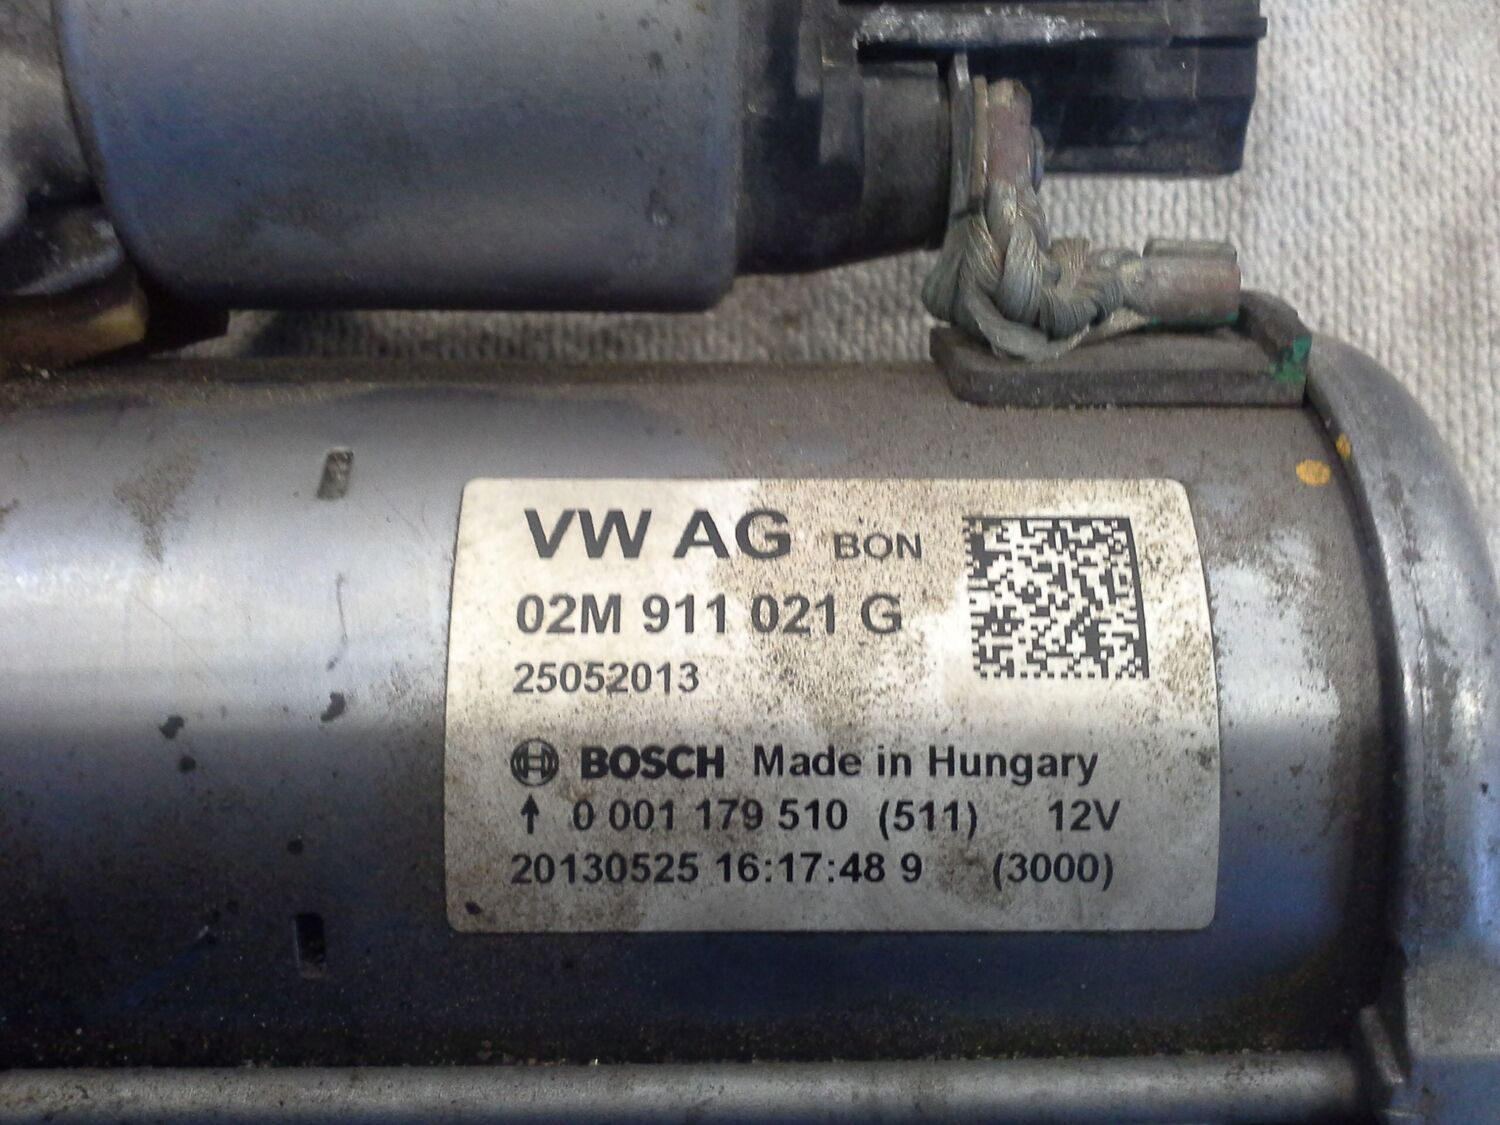 VW AG BON
02M 911 021 G
25052013
BOSCH Made in Hungary
↑ 0 001 179 510 (511) 12V
20130525 16:17:48 9 (3000)